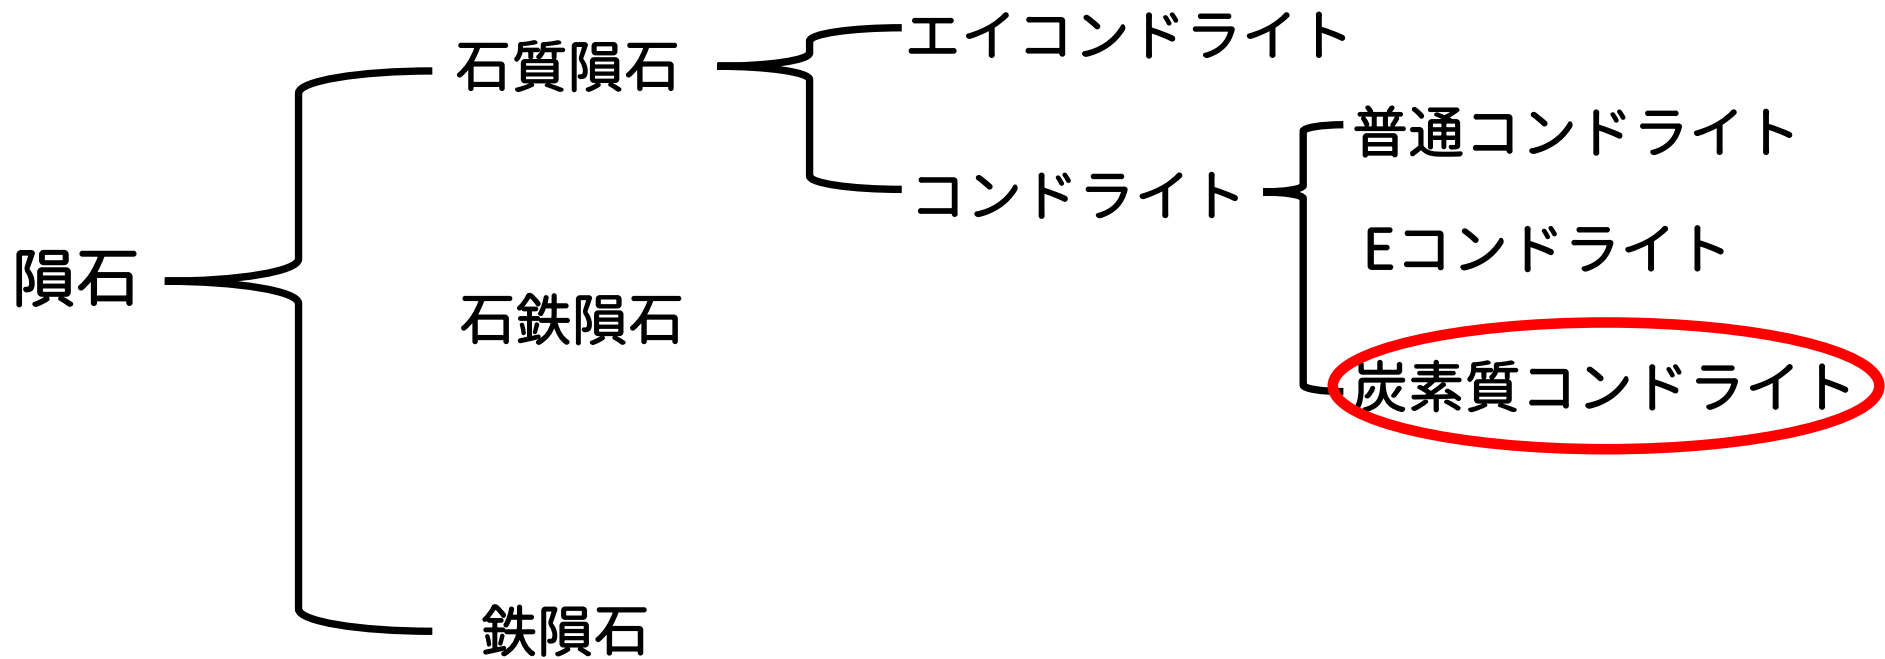 隕石
石質隕石
エイコンドライト
コンドライト
普通コンドライト
Eコンドライト
炭素質コンドライト
石鉄隕石
鉄隕石